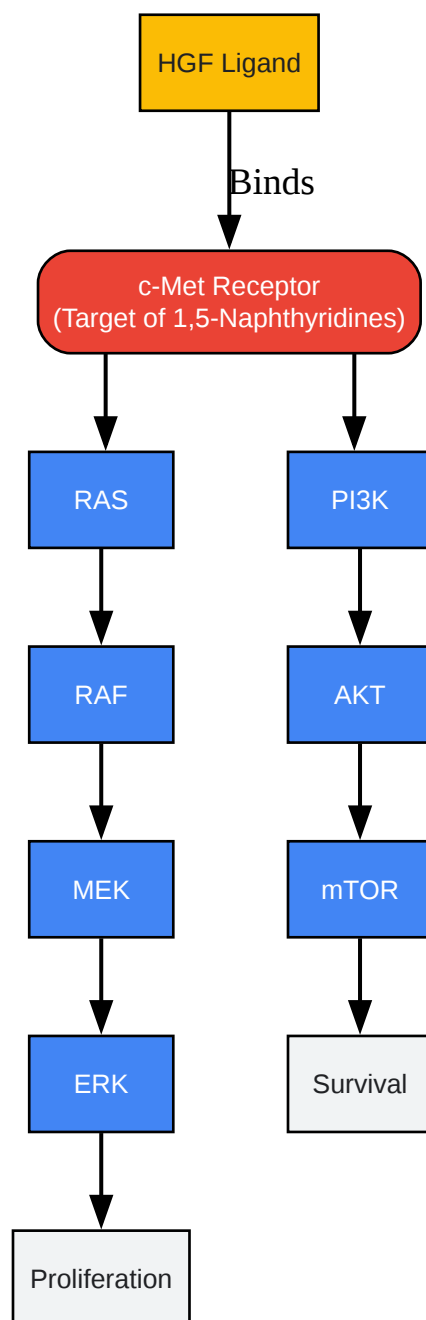 HGF Ligand
Binds
c-Met Receptor
(Target of 1,5-Naphthyridines)
RAS
PI3K
RAF
AKT
MEK
mTOR
ERK
Survival
Proliferation